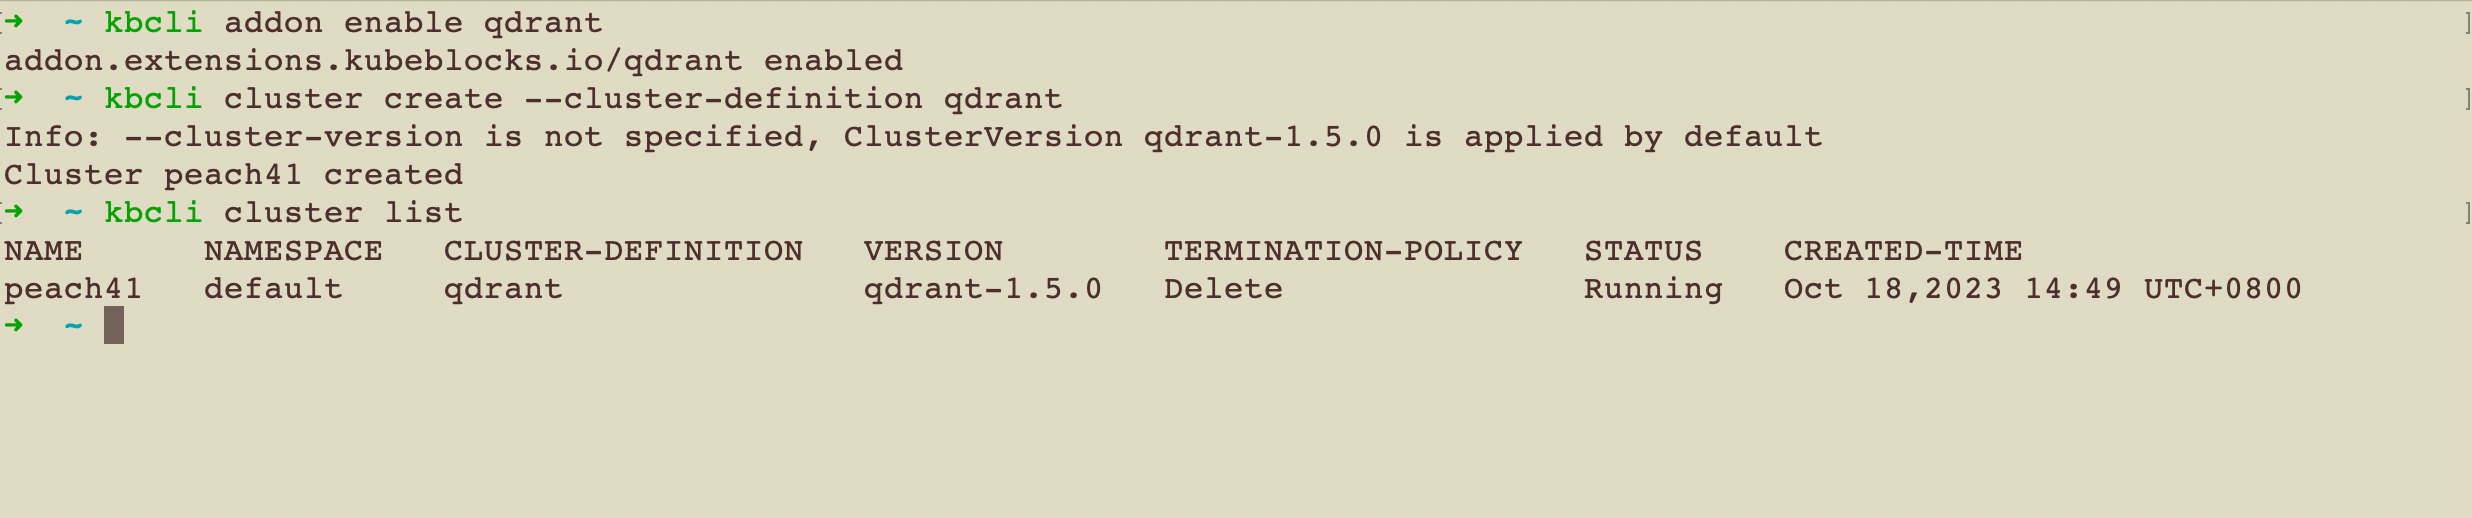 ➜  ~ kbcli addon enable qdrant
addon.extensions.kubeblocks.io/qdrant enabled
➜  ~ kbcli cluster create --cluster-definition qdrant
Info: --cluster-version is not specified, ClusterVersion qdrant-1.5.0 is applied by default
Cluster peach41 created
➜  ~ kbcli cluster list
NAME      NAMESPACE   CLUSTER-DEFINITION   VERSION        TERMINATION-POLICY   STATUS    CREATED-TIME
peach41   default     qdrant               qdrant-1.5.0   Delete               Running   Oct 18,2023 14:49 UTC+0800
➜  ~